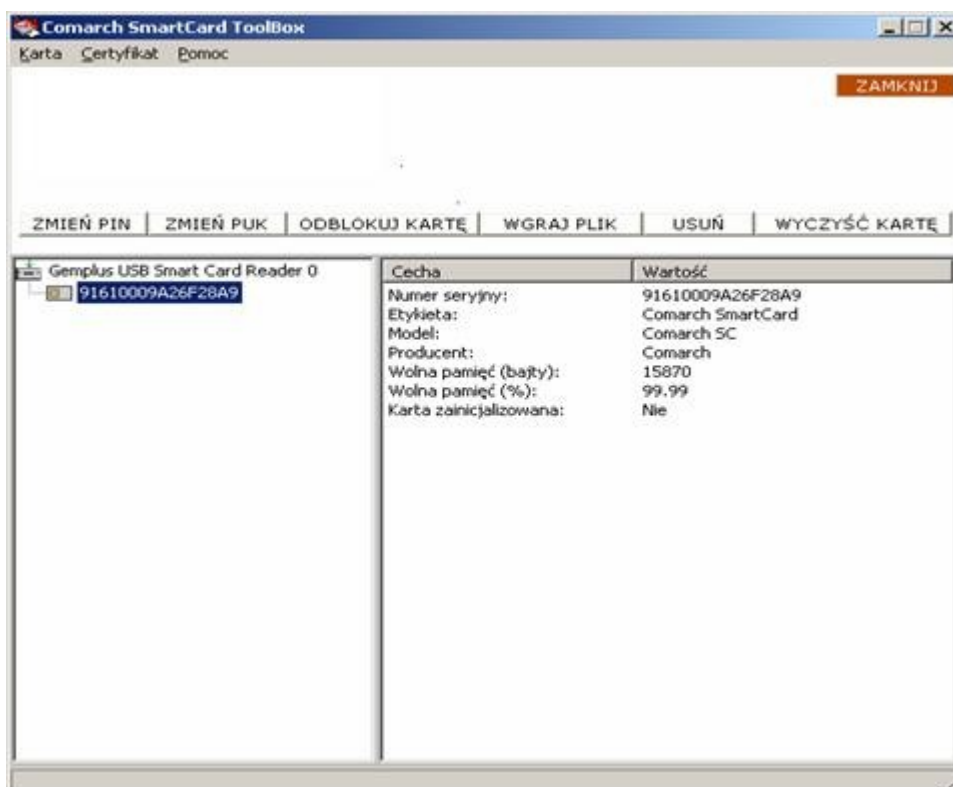 Comarch SmartCard ToolBox
Karta Certyfikat Pomoc
ZAMKNIJ
ZMIEŃ PIN ZMIEŃ PUK ODBLOKUJ KARTĘ WGRAJ PLIK USUŃ WYCZYŚĆ KARTĘ
Gemplus USB Smart Card Reader 0
91610009A26F28A9
Cecha Wartość
Numer seryjny: 91610009A26F28A9
Etykieta: Comarch SmartCard
Model: Comarch SC
Producent: Comarch
Wolna pamięć (bajty): 15870
Wolna pamięć (%): 99.99
Karta zainicjalizowana: Nie